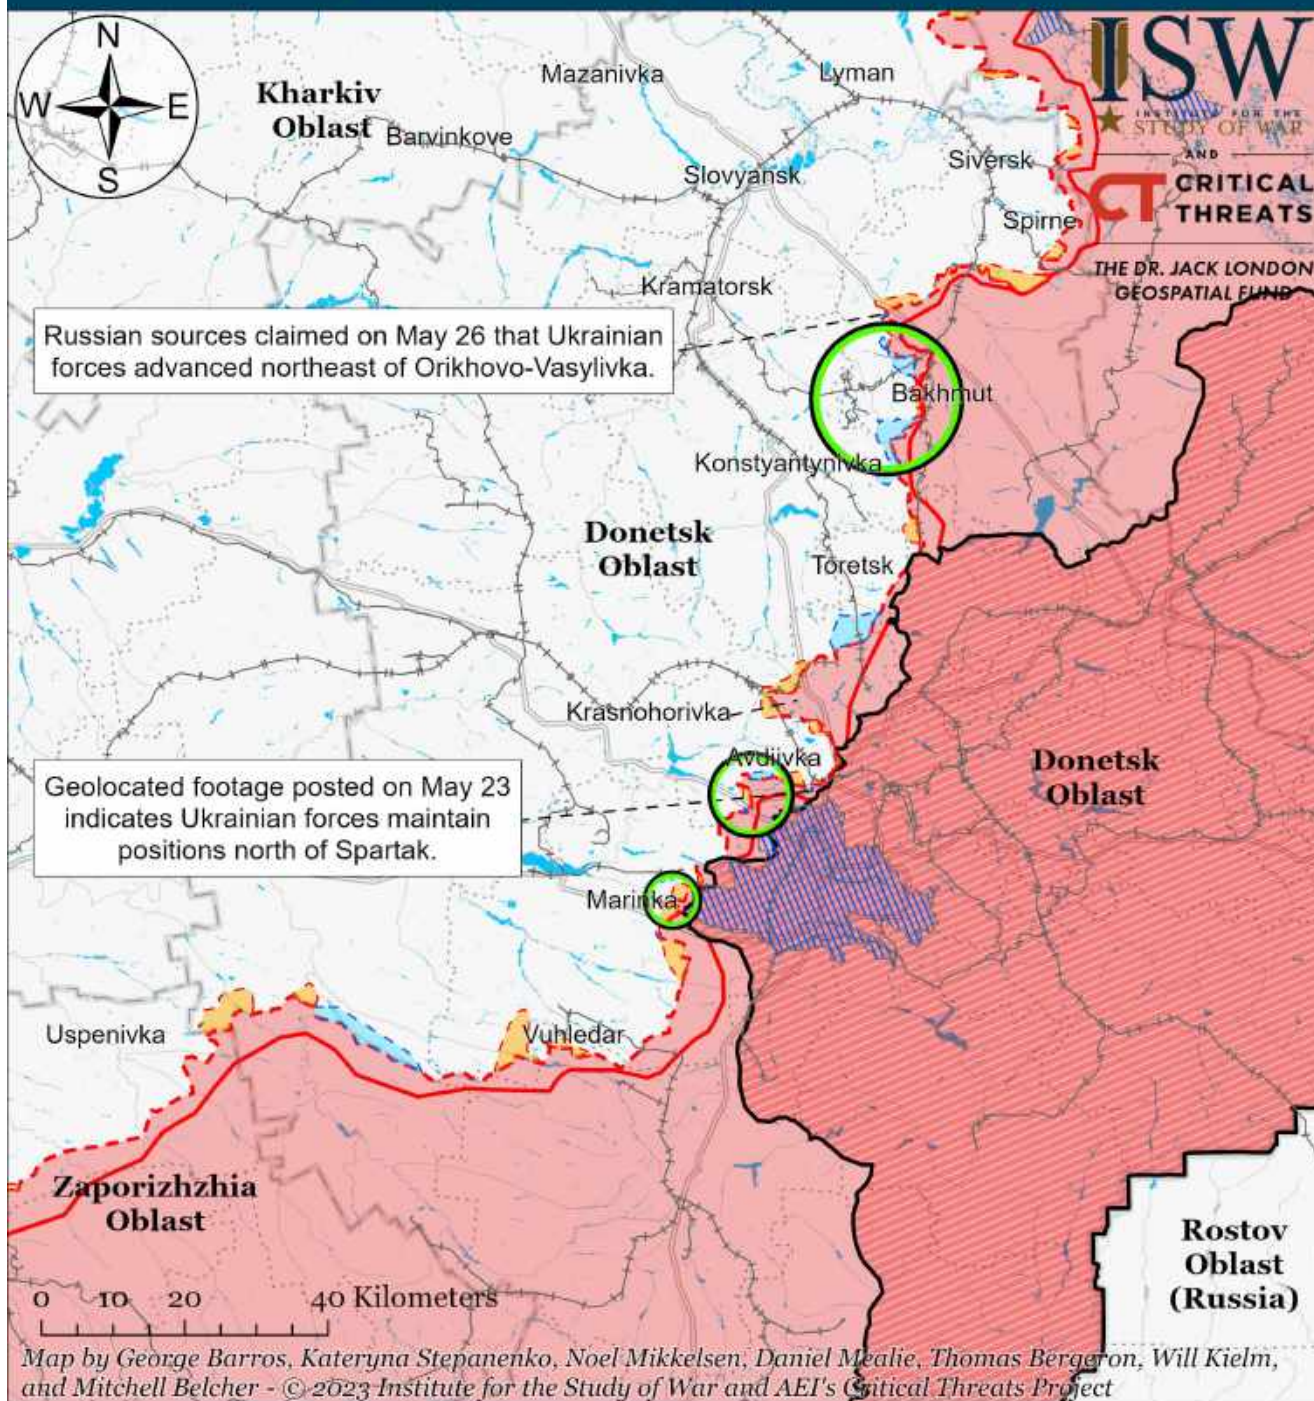 N
W E
S
ISW
INSTITUTE FOR THE
STUDY OF WAR
AND
CT CRITICAL
THREATS
THE DR. JACK LONDON
GEOSPATIAL FUND
Kharkiv
Oblast
Mazanivka
Lyman
Barvinkove
Slovyansk
Siversk
Spirne
Kramatorsk
Russian sources claimed on May 26 that Ukrainian
forces advanced northeast of Orikhovo-Vasylivka.
Bakhmut
Konstyantynivka
Donetsk
Oblast
Toretsk
Krasnohorivka
Avdiivka
Donetsk
Oblast
Geolocated footage posted on May 23
indicates Ukrainian forces maintain
positions north of Spartak.
Marinka
Uspenivka
Vuhledar
Zaporizhzhia
Oblast
Rostov
Oblast
(Russia)
0 10 20 40 Kilometers
Map by George Barros, Kateryna Stepanenko, Noel Mikkelsen, Daniel Mealie, Thomas Bergeron, Will Kielm,
and Mitchell Belcher - © 2023 Institute for the Study of War and AEI's Critical Threats Project